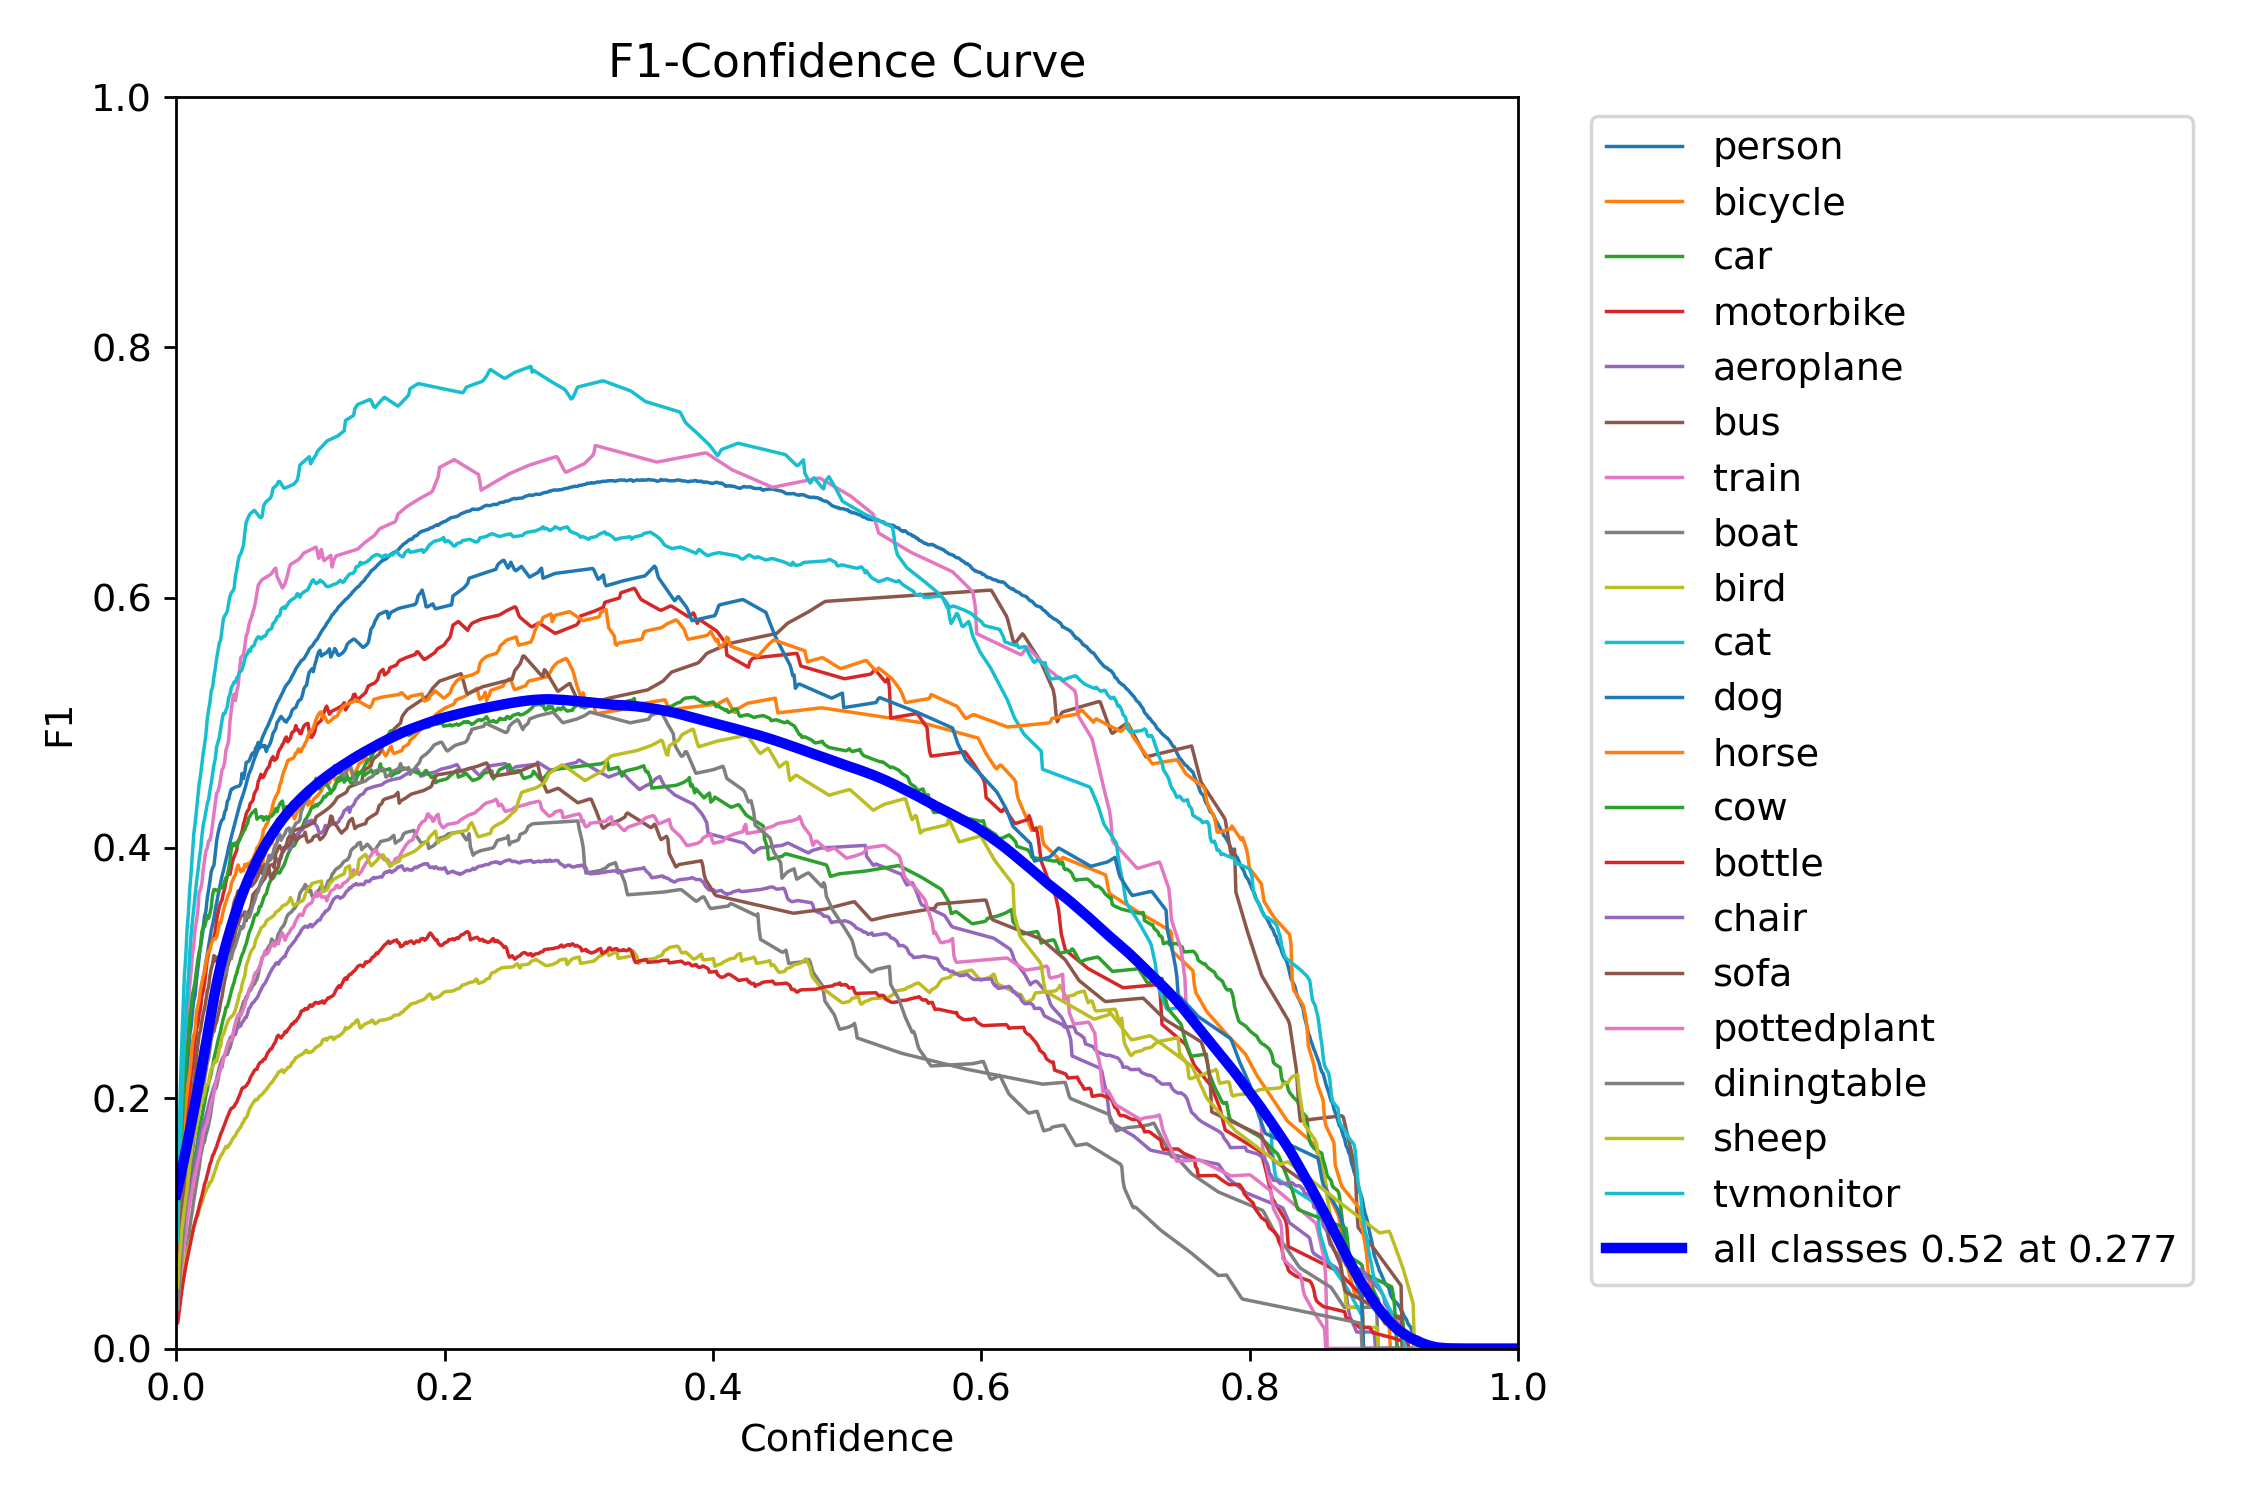 F1-Confidence Curve
1.0
0.8
0.6
0.4
0.2
0.0
F1
0.0 0.2 0.4 0.6 0.8 1.0
Confidence
person
bicycle
car
motorbike
aeroplane
bus
train
boat
bird
cat
dog
horse
cow
bottle
chair
sofa
pottedplant
diningtable
sheep
tvmonitor
all classes 0.52 at 0.277